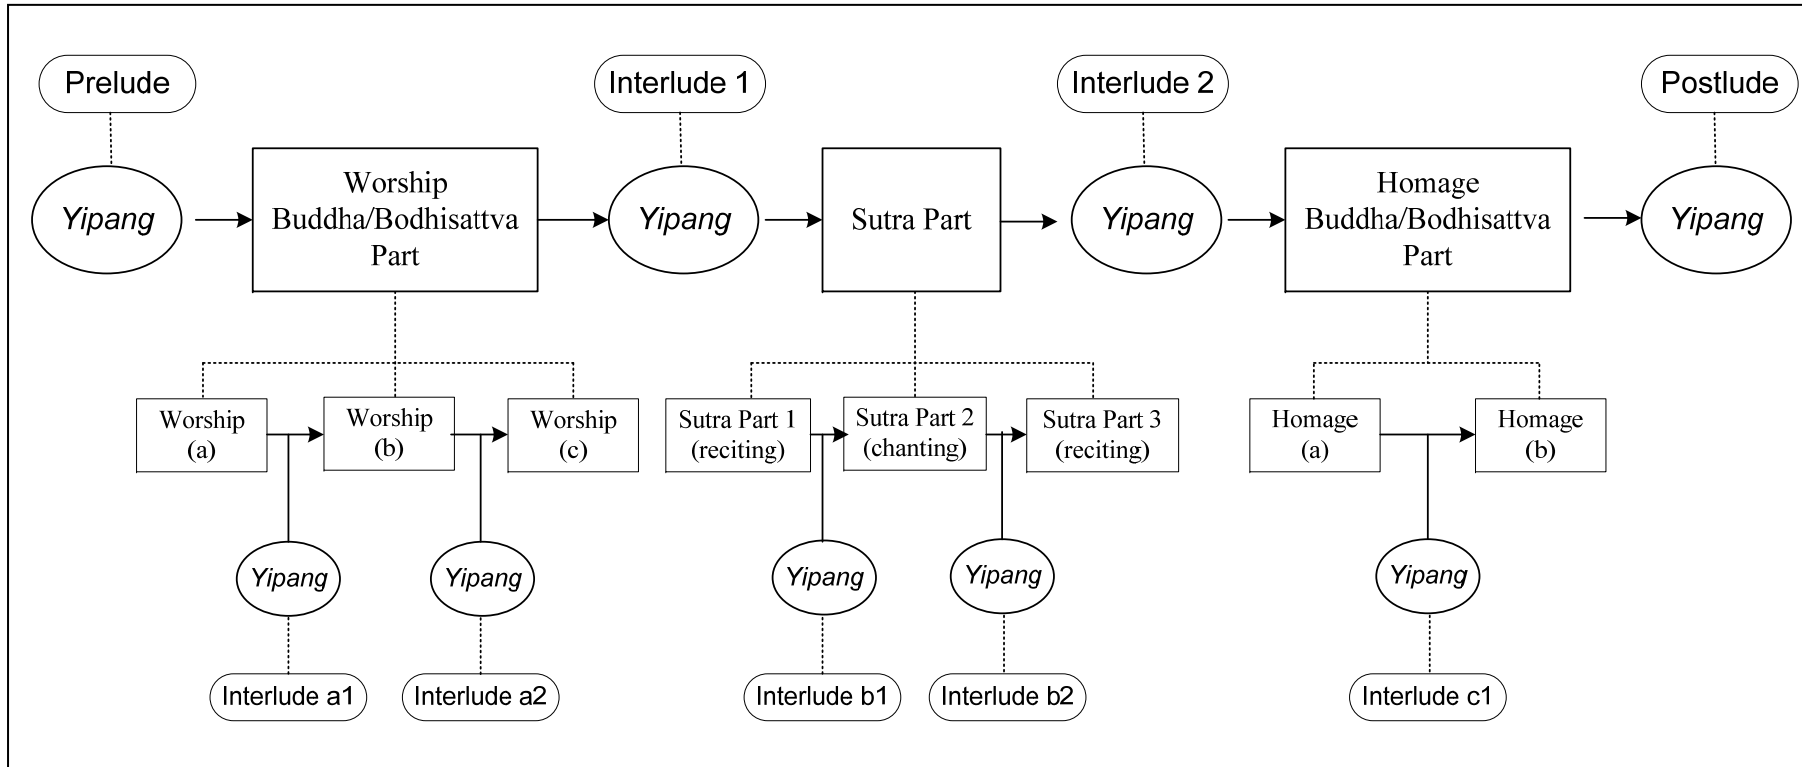 Prelude
Interlude 1
Interlude 2
Postlude
Yipang
Worship
Buddha/Bodhisattva
Part
Yipang
Sutra Part
Yipang
Homage
Buddha/Bodhisattva
Part
Yipang
Worship
(a)
Worship
(b)
Worship
(c)
Sutra Part 1
(reciting)
Sutra Part 2
(chanting)
Sutra Part 3
(reciting)
Homage
(a)
Homage
(b)
Yipang
Yipang
Yipang
Yipang
Yipang
Interlude a1
Interlude a2
Interlude b1
Interlude b2
Interlude c1